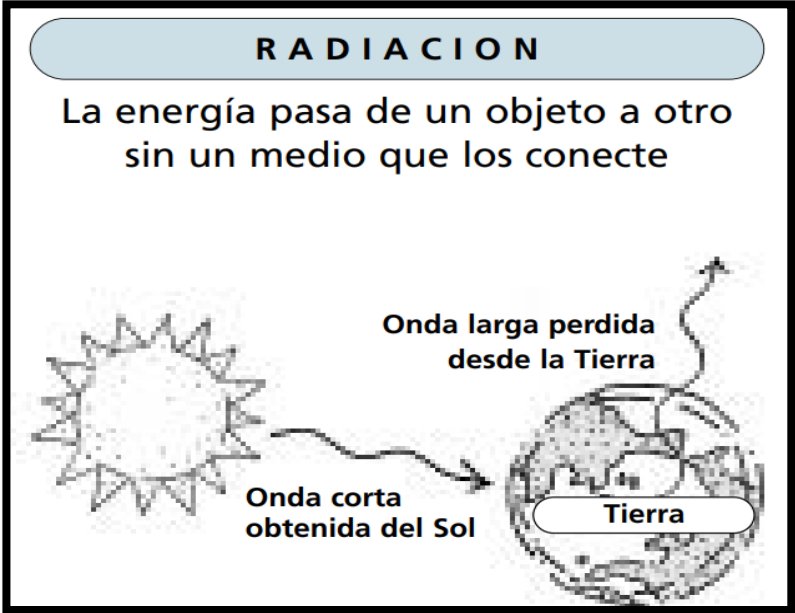 RADIACION
La energía pasa de un objeto a otro
sin un medio que los conecte
Onda larga perdida
desde la Tierra
Onda corta
obtenida del Sol
Tierra